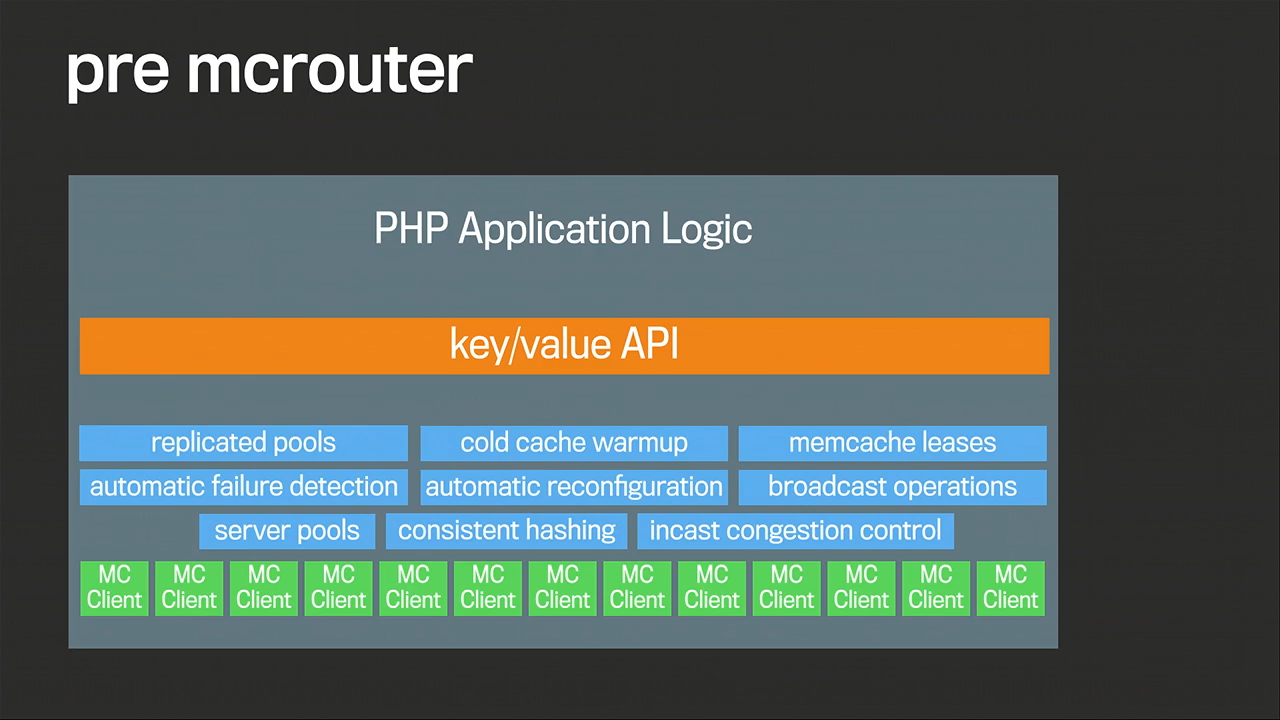 pre mcrouter
PHP Application Logic
key/value API
replicated pools
cold cache warmup
memcache leases
automatic failure detection
automatic reconfiguration
broadcast operations
server pools
consistent hashing
incast congestion control
MC
Client
MC
Client
MC
Client
MC
Client
MC
Client
MC
Client
MC
Client
MC
Client
MC
Client
MC
Client
MC
Client
MC
Client
MC
Client